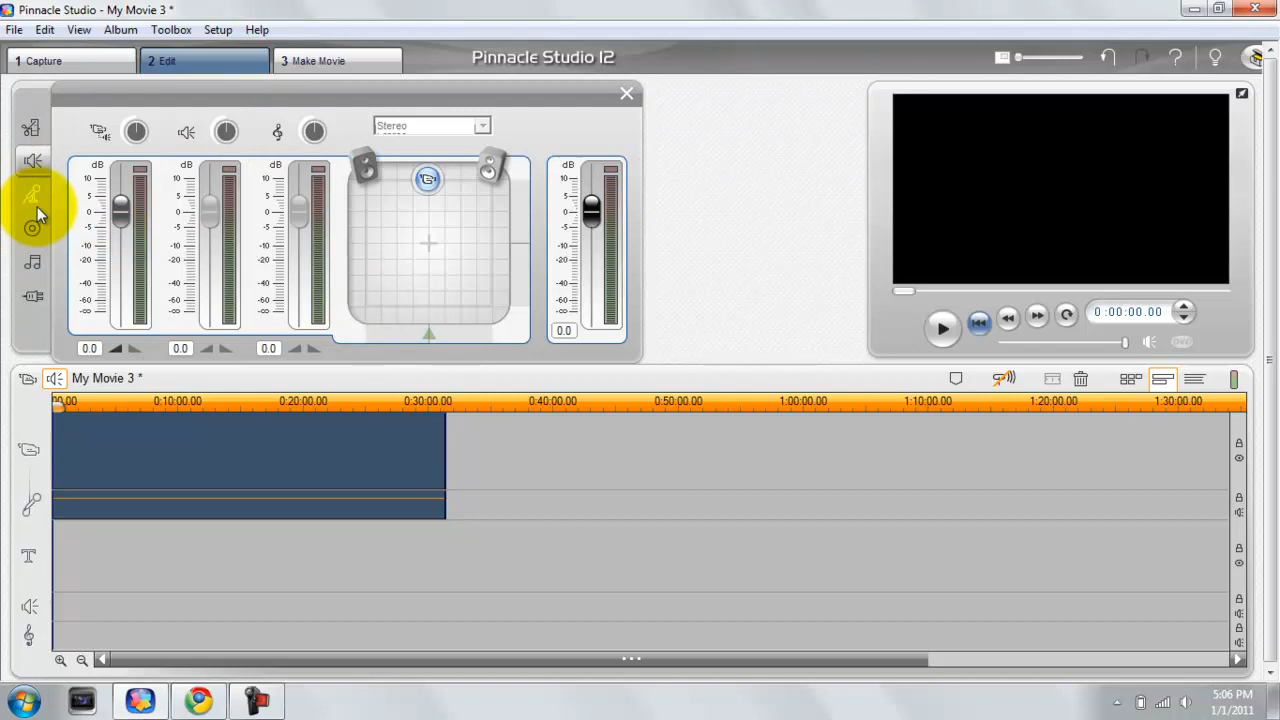 Pinnacle Studio - My Movie 3 *
File Edit View Album Toolbox Setup Help
1 Capture 2 Edit 3 Make Movie Pinnacle Studio 12
Stereo
dB dB dB dB
10 10 10 10
5 5 5 5
0 0 0 0
-5 -5 -5 -5
-10 -10 -10 -10
-20 -20 -20 -20
-30 -30 -30 -30
-40 -40 -40 -40
-60 -60 -60 -60
-∞ -∞ -∞ -∞
0.0
0.0 0.0 0.0
0:00:00.00
My Movie 3 *
00.00 0:10:00.00 0:20:00.00 0:30:00.00 0:40:00.00 0:50:00.00 1:00:00.00 1:10:00.00 1:20:00.00 1:30:00.00
T
5:06 PM
1/1/2011